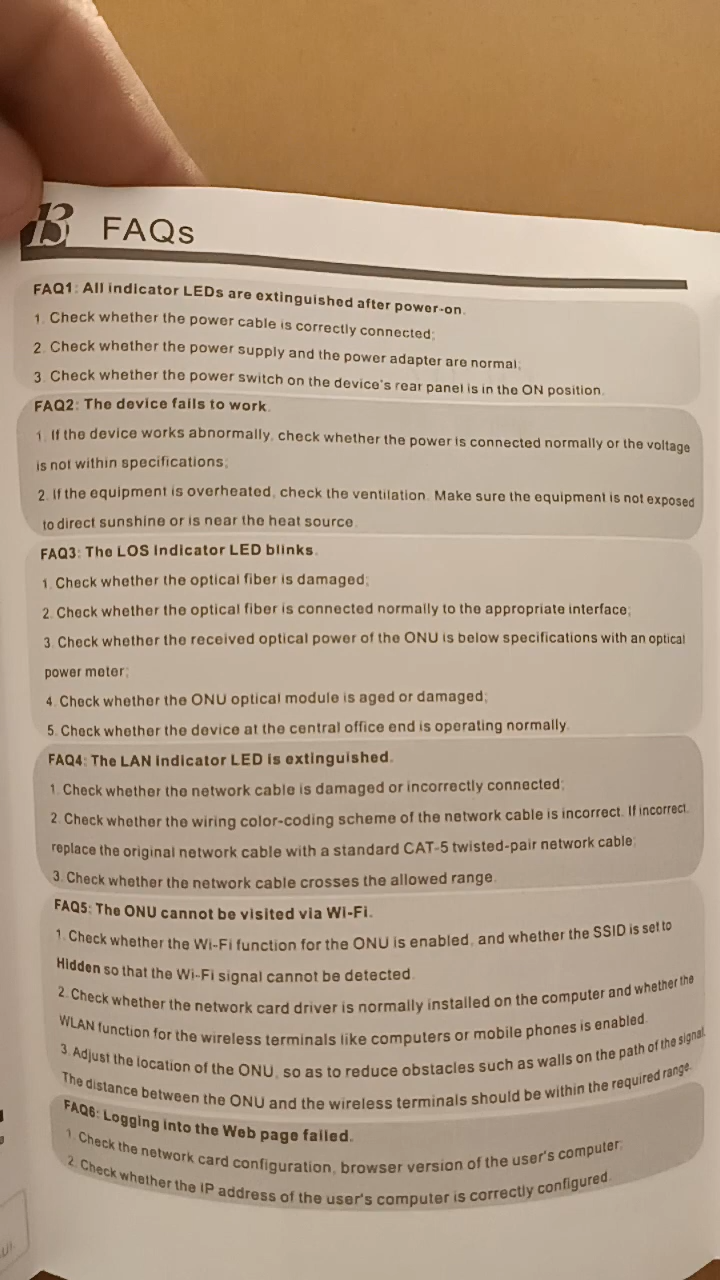 B FAQs
FAQ1: All indicator LEDs are extinguished after power-on.
1. Check whether the power cable is correctly connected;
2. Check whether the power supply and the power adapter are normal;
3. Check whether the power switch on the device's rear panel is in the ON position.
FAQ2: The device fails to work.
1. If the device works abnormally, check whether the power is connected normally or the voltage
is not within specifications;
2. If the equipment is overheated, check the ventilation. Make sure the equipment is not exposed
to direct sunshine or is near the heat source.
FAQ3: The LOS Indicator LED blinks.
1. Check whether the optical fiber is damaged;
2. Check whether the optical fiber is connected normally to the appropriate interface;
3. Check whether the received optical power of the ONU is below specifications with an optical
power meter;
4. Check whether the ONU optical module is aged or damaged;
5. Check whether the device at the central office end is operating normally.
FAQ4: The LAN Indicator LED is extinguished.
1. Check whether the network cable is damaged or incorrectly connected;
2. Check whether the wiring color-coding scheme of the network cable is incorrect. If incorrect,
replace the original network cable with a standard CAT-5 twisted-pair network cable;
3. Check whether the network cable crosses the allowed range.
FAQ5: The ONU cannot be visited via Wi-Fi.
1. Check whether the Wi-Fi function for the ONU is enabled, and whether the SSID is set to
Hidden so that the Wi-Fi signal cannot be detected.
2. Check whether the network card driver is normally installed on the computer and whether the
WLAN function for the wireless terminals like computers or mobile phones is enabled.
3. Adjust the location of the ONU, so as to reduce obstacles such as walls on the path of the signal.
The distance between the ONU and the wireless terminals should be within the required range.
FAQ6: Logging into the Web page failed.
1. Check the network card configuration, browser version of the user's computer;
2. Check whether the IP address of the user's computer is correctly configured.